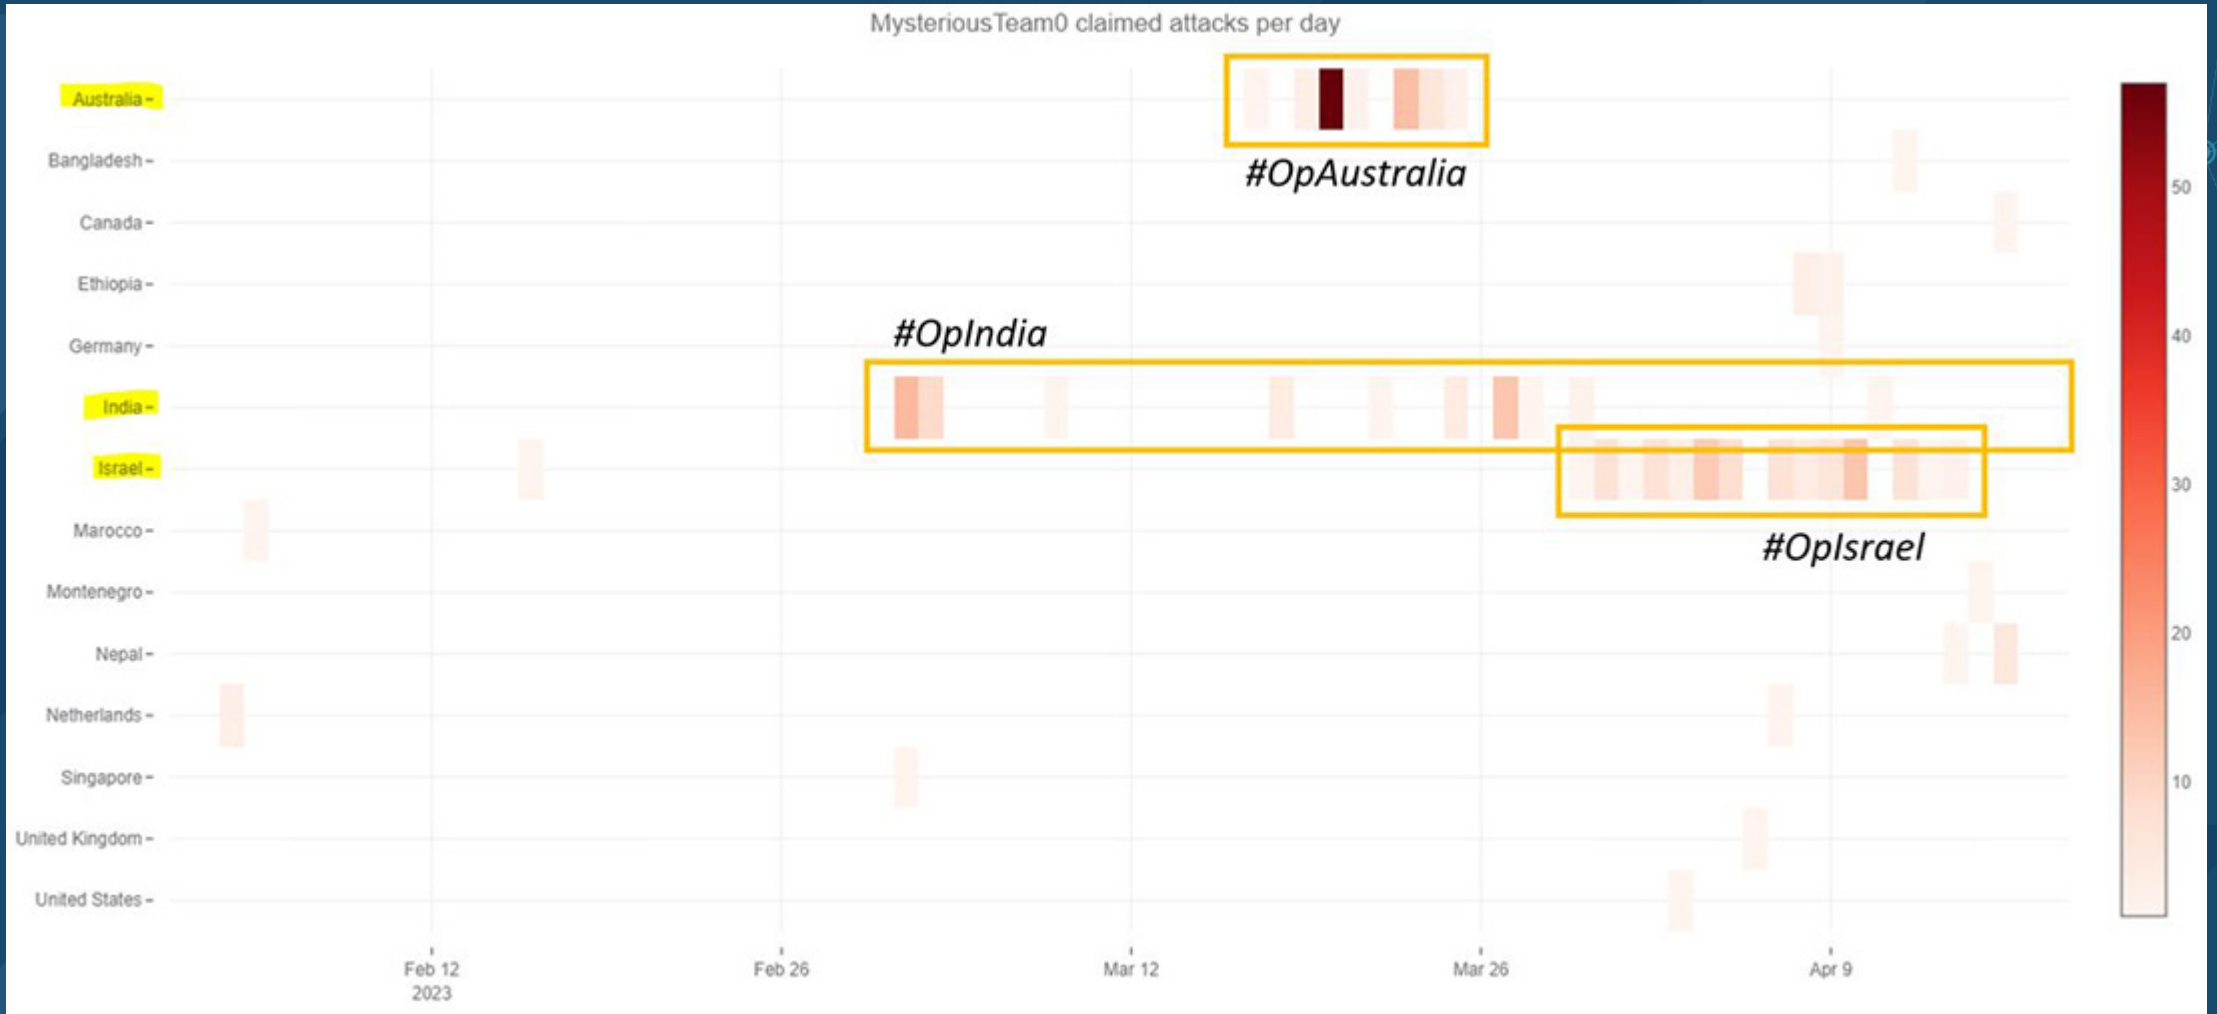 MysteriousTeam0 claimed attacks per day
Australia
#OpAustralia
Bangladesh
Canada
Ethiopia
#OpIndia
Germany
India
Israel
#OpIsrael
Marocco
Montenegro
Nepal
Netherlands
Singapore
United Kingdom
United States
Feb 12
2023
Feb 26
Mar 12
Mar 26
Apr 9
50
40
30
20
10